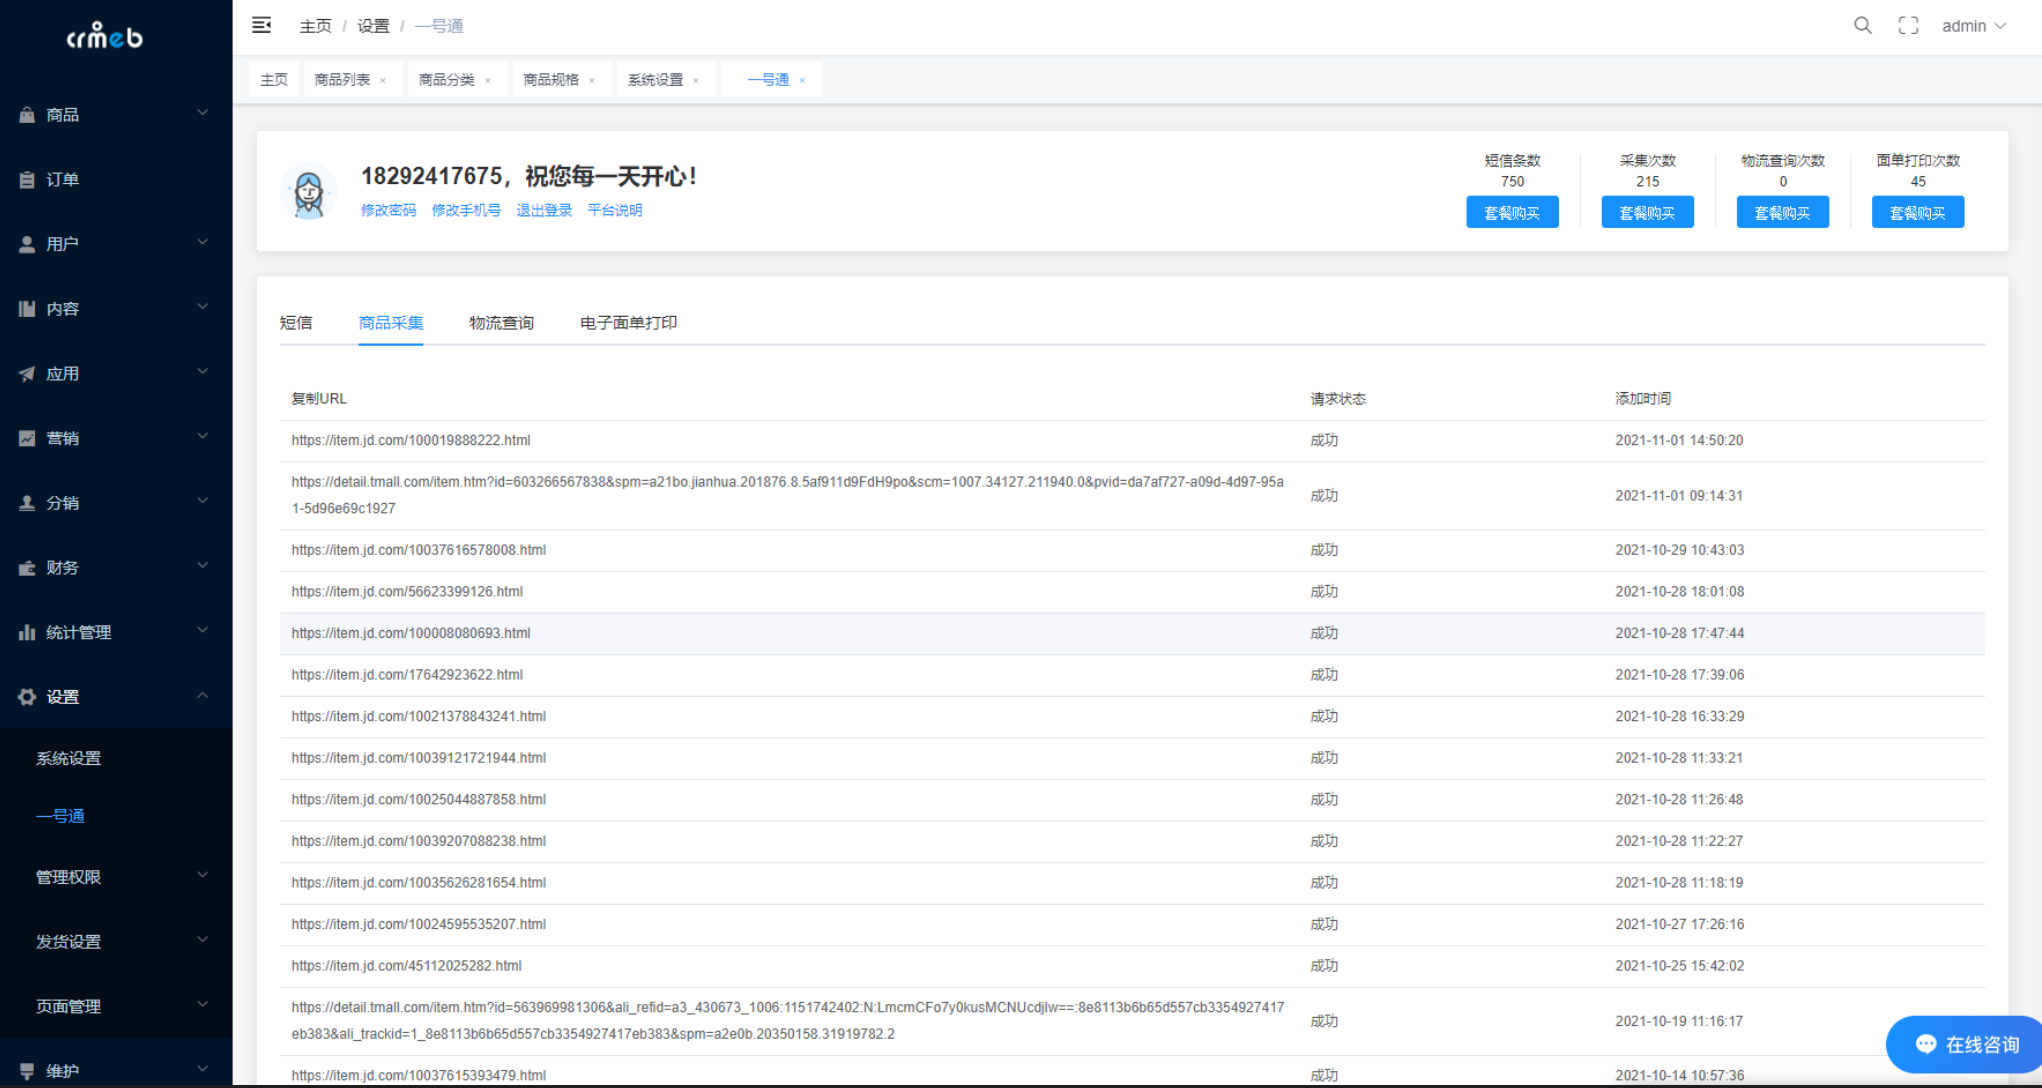 crmeb
主页 / 设置 / 一号通
admin
主页
商品列表 ×
商品分类 ×
商品规格 ×
系统设置 ×
一号通 ×
商品
订单
用户
内容
应用
营销
分销
财务
统计管理
设置
系统设置
一号通
管理权限
发货设置
页面管理
维护
18292417675，祝您每一天开心！
修改密码 修改手机号 退出登录 平台说明
短信条数
750
套餐购买
采集次数
215
套餐购买
物流查询次数
0
套餐购买
面单打印次数
45
套餐购买
短信 商品采集 物流查询 电子面单打印
复制URL 请求状态 添加时间
https://item.jd.com/100019888222.html 成功 2021-11-01 14:50:20
https://detail.tmall.com/item.htm?id=603266567838&spm=a21bo.jianhua.201876.8.5af911d9FdH9po&scm=1007.34127.211940.0&pvid=da7af727-a09d-4d97-95a
1-5d96e69c1927 成功 2021-11-01 09:14:31
https://item.jd.com/10037616578008.html 成功 2021-10-29 10:43:03
https://item.jd.com/56623399126.html 成功 2021-10-28 18:01:08
https://item.jd.com/100008080693.html 成功 2021-10-28 17:47:44
https://item.jd.com/17642923622.html 成功 2021-10-28 17:39:06
https://item.jd.com/10021378843241.html 成功 2021-10-28 16:33:29
https://item.jd.com/10039121721944.html 成功 2021-10-28 11:33:21
https://item.jd.com/10025044887858.html 成功 2021-10-28 11:26:48
https://item.jd.com/10039207088238.html 成功 2021-10-28 11:22:27
https://item.jd.com/10035626281654.html 成功 2021-10-28 11:18:19
https://item.jd.com/10024595535207.html 成功 2021-10-27 17:26:16
https://item.jd.com/45112025282.html 成功 2021-10-25 15:42:02
https://detail.tmall.com/item.htm?id=563969981306&ali_refid=a3_430673_1006:1151742402:N:LmcmCFo7y0kusMCNUcdjlw==:8e8113b6b65d557cb3354927417
eb383&ali_trackid=1_8e8113b6b65d557cb3354927417eb383&spm=a2e0b.20350158.31919782.2 成功 2021-10-19 11:16:17
https://item.jd.com/10037615393479.html 成功 2021-10-14 10:57:36
在线咨询